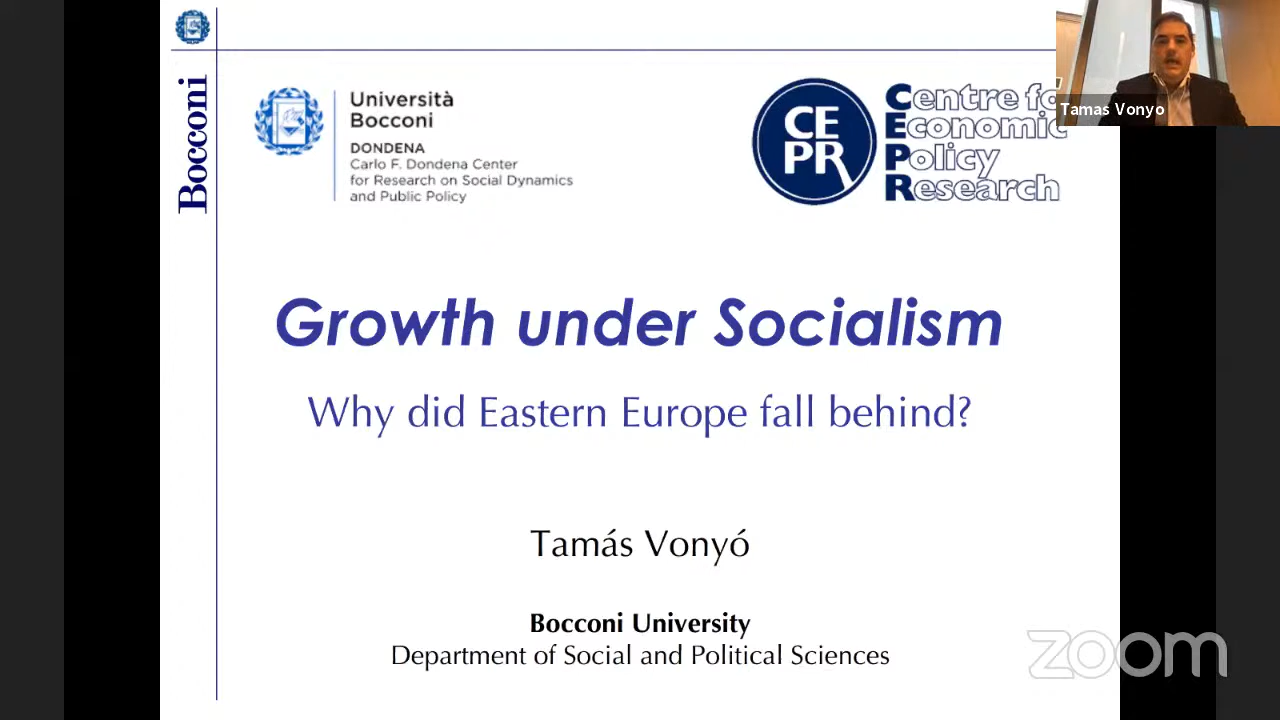 Bocconi
Università
Bocconi
DONDENA
Carlo F. Dondena Center
for Research on Social Dynamics
and Public Policy
CE
PR
Centre fo
Economic
Policy
Research
Tamas Vonyo
Growth under Socialism
Why did Eastern Europe fall behind?
Tamás Vonyó
Bocconi University
Department of Social and Political Sciences
zoom